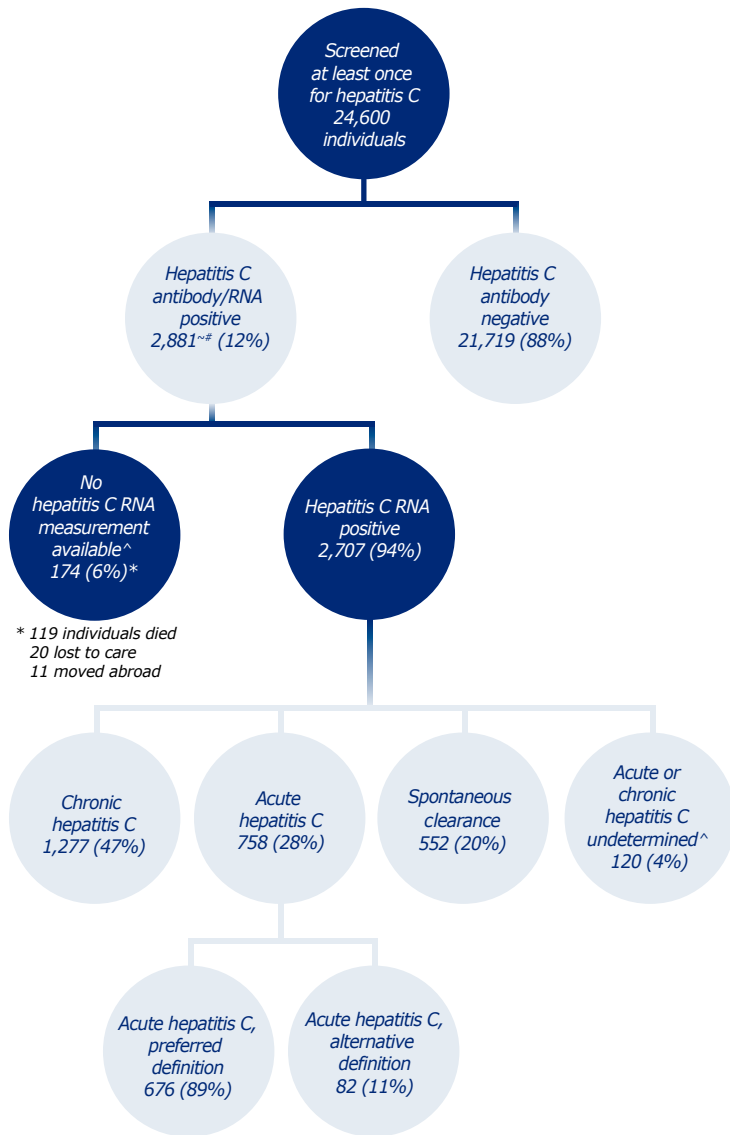 Screened
at least once
for hepatitis C
24,600
individuals
Hepatitis C
antibody/RNA
positive
2,881~# (12%)
Hepatitis C
antibody
negative
21,719 (88%)
No
hepatitis C RNA
measurement
available^
174 (6%)*
Hepatitis C RNA
positive
2,707 (94%)
* 119 individuals died
20 lost to care
11 moved abroad
Chronic
hepatitis C
1,277 (47%)
Acute
hepatitis C
758 (28%)
Spontaneous
clearance
552 (20%)
Acute or
chronic
hepatitis C
undetermined^
120 (4%)
Acute hepatitis C,
preferred
definition
676 (89%)
Acute hepatitis C,
alternative
definition
82 (11%)